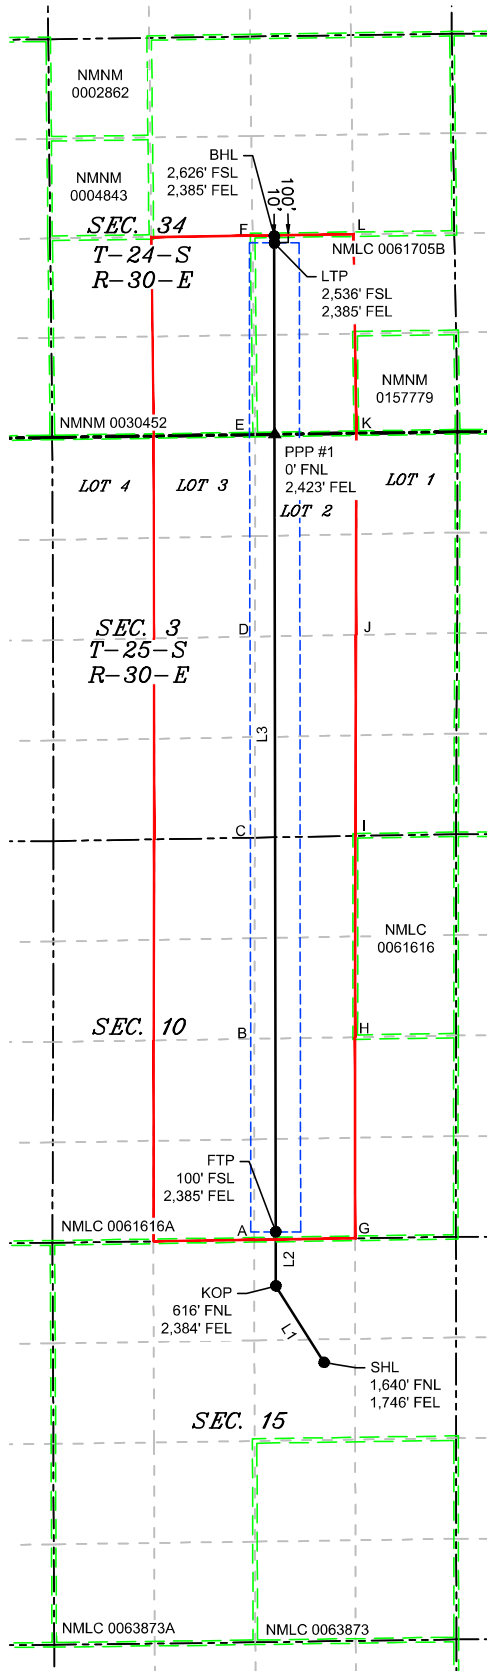 NMNM
0002862
NMNM
0004843
BHL
2,626' FSL
2,385' FEL
100'
10'
SEC. 34
T-24-S
R-30-E
F
L
NMLC 0061705B
LTP
2,536' FSL
2,385' FEL
NMNM
0157779
NMNM 0030452
E
K
PPP #1
0' FNL
2,423' FEL
LOT 4
LOT 3
LOT 2
LOT 1
SEC. 3
T-25-S
R-30-E
D
J
L3
C
I
NMLC
0061616
SEC. 10
B
H
FTP
100' FSL
2,385' FEL
NMLC 0061616A
A
G
L2
KOP
616' FNL
2,384' FEL
L1
SHL
1,640' FNL
1,746' FEL
SEC. 15
NMLC 0063873A
NMLC 0063873